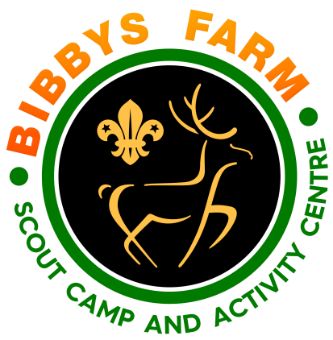 BIBBYS FARM
SCOUT CAMP AND ACTIVITY CENTRE